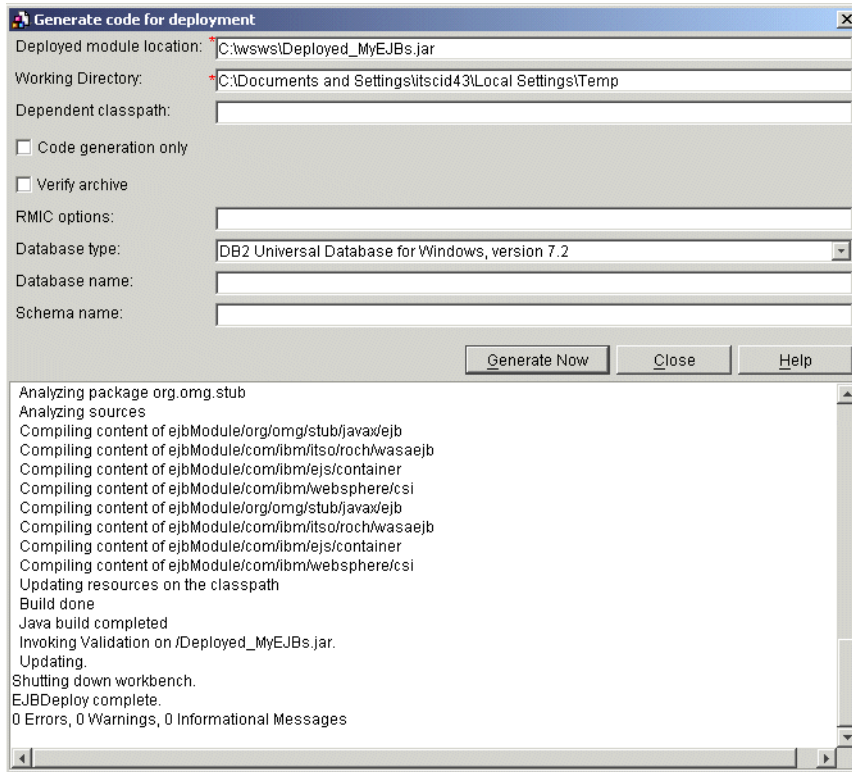 Generate code for deployment
Deployed module location: *C:\wsws\Deployed_MyEJBs.jar
Working Directory: *C:\Documents and Settings\itscid43\Local Settings\Temp
Dependent classpath:
Code generation only
Verify archive
RMIC options:
Database type: DB2 Universal Database for Windows, version 7.2
Database name:
Schema name:
Generate Now Close Help
Analyzing package org.omg.stub
Analyzing sources
Compiling content of ejbModule/org/omg/stub/javax/ejb
Compiling content of ejbModule/com/ibm/itso/roch/wasaejb
Compiling content of ejbModule/com/ibm/ejs/container
Compiling content of ejbModule/com/ibm/websphere/csi
Compiling content of ejbModule/org/omg/stub/javax/ejb
Compiling content of ejbModule/com/ibm/itso/roch/wasaejb
Compiling content of ejbModule/com/ibm/ejs/container
Compiling content of ejbModule/com/ibm/websphere/csi
Updating resources on the classpath
Build done
Java build completed
Invoking Validation on /Deployed_MyEJBs.jar.
Updating.
Shutting down workbench.
EJBDeploy complete.
0 Errors, 0 Warnings, 0 Informational Messages